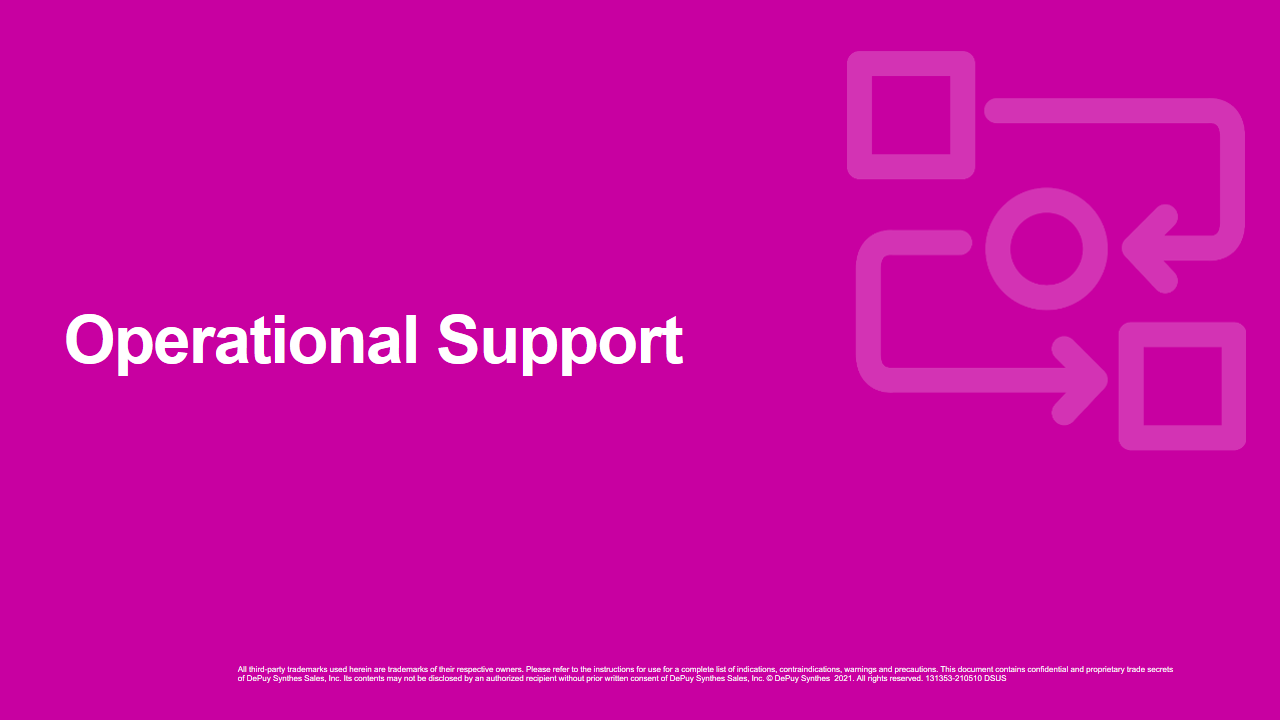 Operational Support
All third-party trademarks used herein are trademarks of their respective owners. Please refer to the instructions for use for a complete list of indications, contraindications, warnings and precautions. This document contains confidential and proprietary trade secrets
of DePuy Synthes Sales, Inc. Its contents may not be disclosed by an authorized recipient without prior written consent of DePuy Synthes Sales, Inc. © DePuy Synthes 2021. All rights reserved. 131353-210510 DSUS